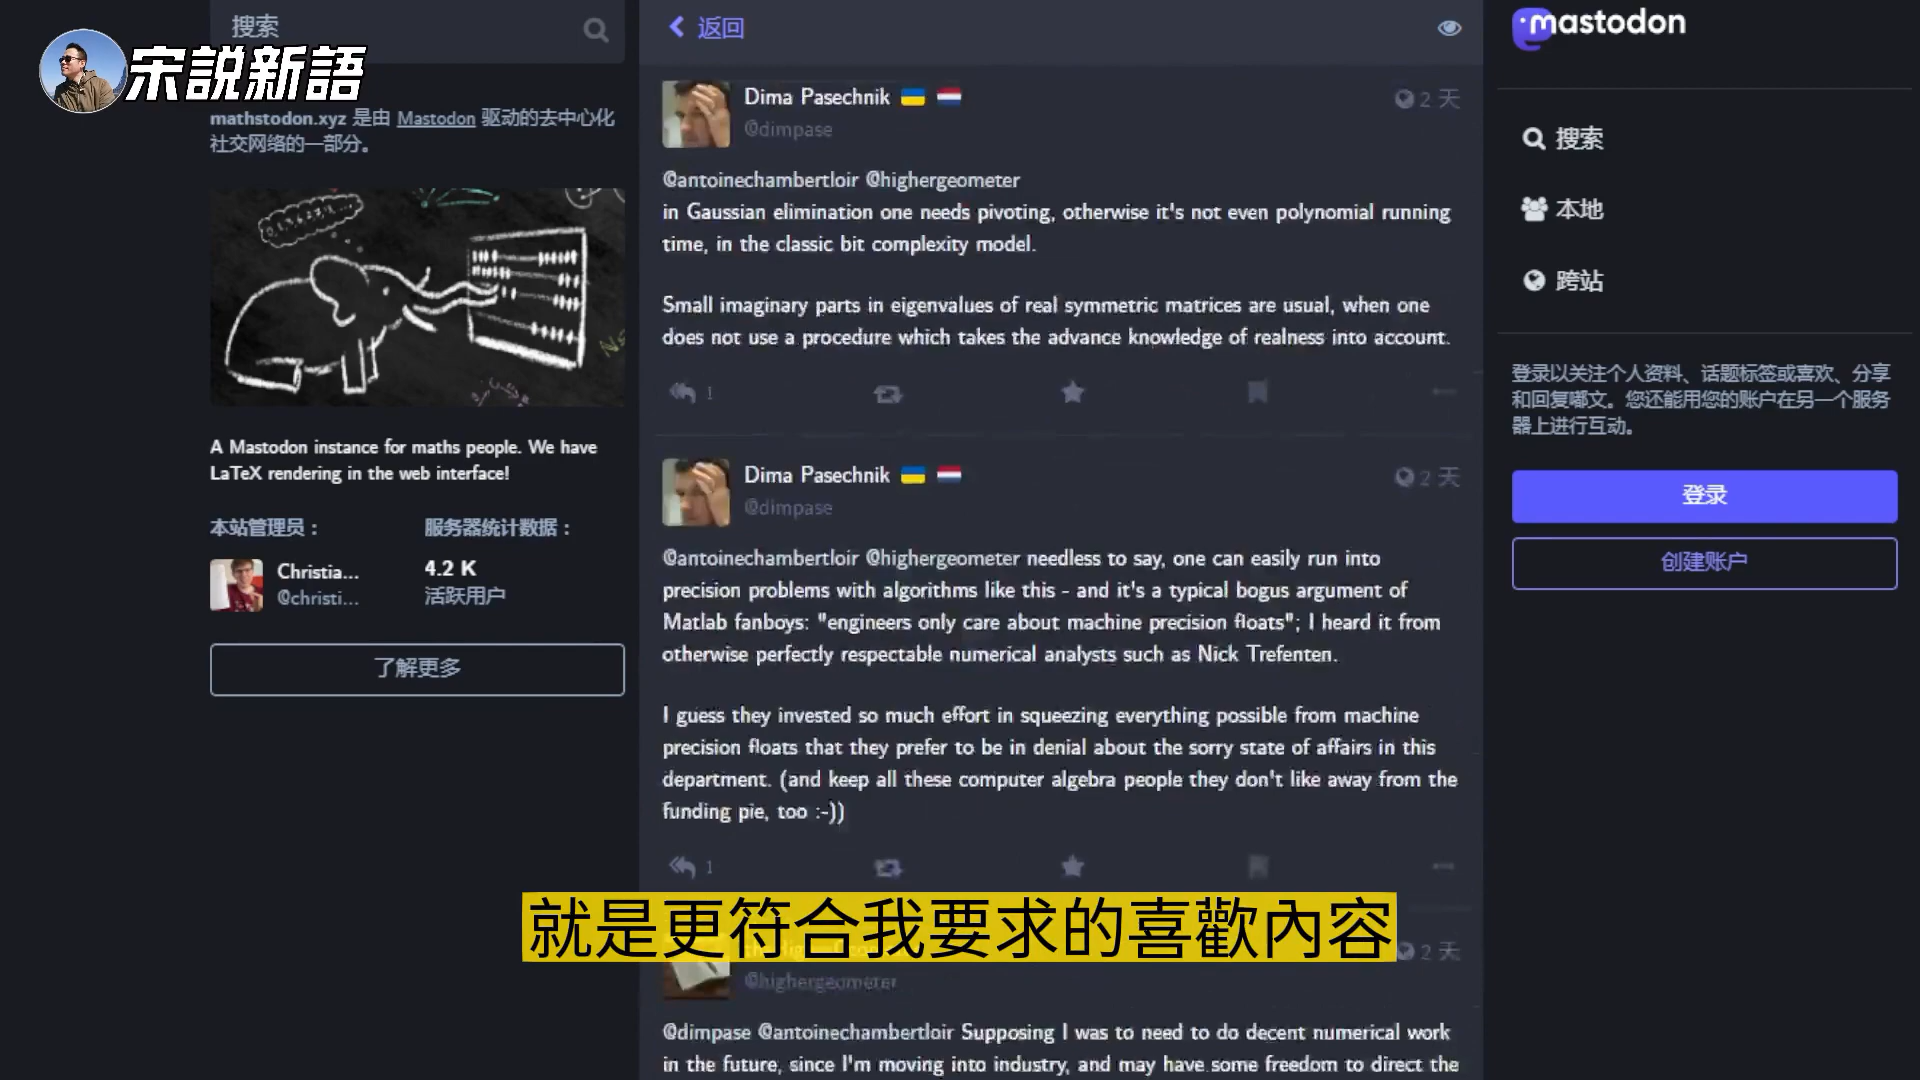 搜索
宋説新語
mathstodon.xyz 是由 Mastodon 驱动的去中心化
社交网络的一部分。
A Mastodon instance for maths people. We have
LaTeX rendering in the web interface!
本站管理员：
服务器统计数据：
Christia...
@christi...
4.2 K
活跃用户
了解更多
返回
Dima Pasechnik
2 天
@dimpase
@antoinechambertloir @highergeometer
in Gaussian elimination one needs pivoting, otherwise it's not even polynomial running
time, in the classic bit complexity model.
Small imaginary parts in eigenvalues of real symmetric matrices are usual, when one
does not use a procedure which takes the advance knowledge of realness into account.
1
Dima Pasechnik
2 天
@dimpase
@antoinechambertloir @highergeometer needless to say, one can easily run into
precision problems with algorithms like this - and it's a typical bogus argument of
Matlab fanboys: "engineers only care about machine precision floats"; I heard it from
otherwise perfectly respectable numerical analysts such as Nick Trefenten.
I guess they invested so much effort in squeezing everything possible from machine
precision floats that they prefer to be in denial about the sorry state of affairs in this
department. (and keep all these computer algebra people they don't like away from the
funding pie, too :-))
1
就是更符合我要求的喜歡內容
2 天
@highergeometer
@dimpase @antoinechambertloir Supposing I was to need to do decent numerical work
in the future, since I'm moving into industry, and may have some freedom to direct the
mastodon
搜索
本地
跨站
登录以关注个人资料、话题标签或喜欢、分享
和回复嘟文。您还能用您的账户在另一个服务
器上进行互动。
登录
创建账户